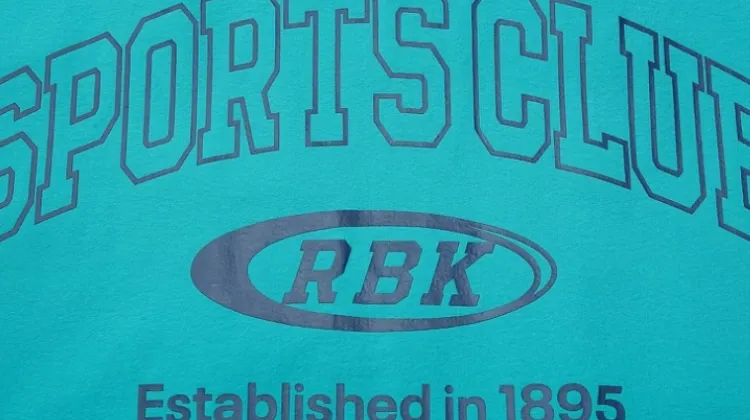 SPORTS CLUB
RBK
Established in 1895